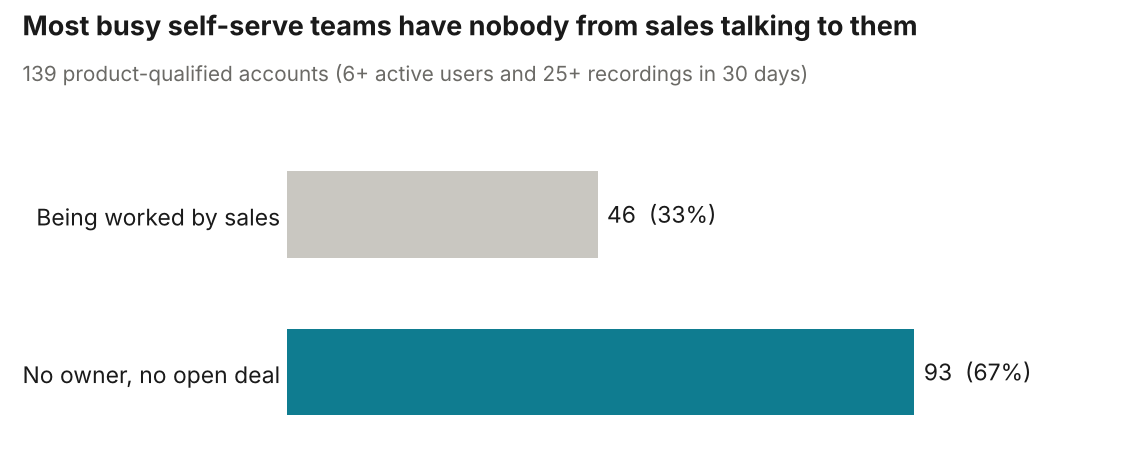 Most busy self-serve teams have nobody from sales talking to them
139 product-qualified accounts (6+ active users and 25+ recordings in 30 days)
Being worked by sales 46 (33%)
No owner, no open deal 93 (67%)